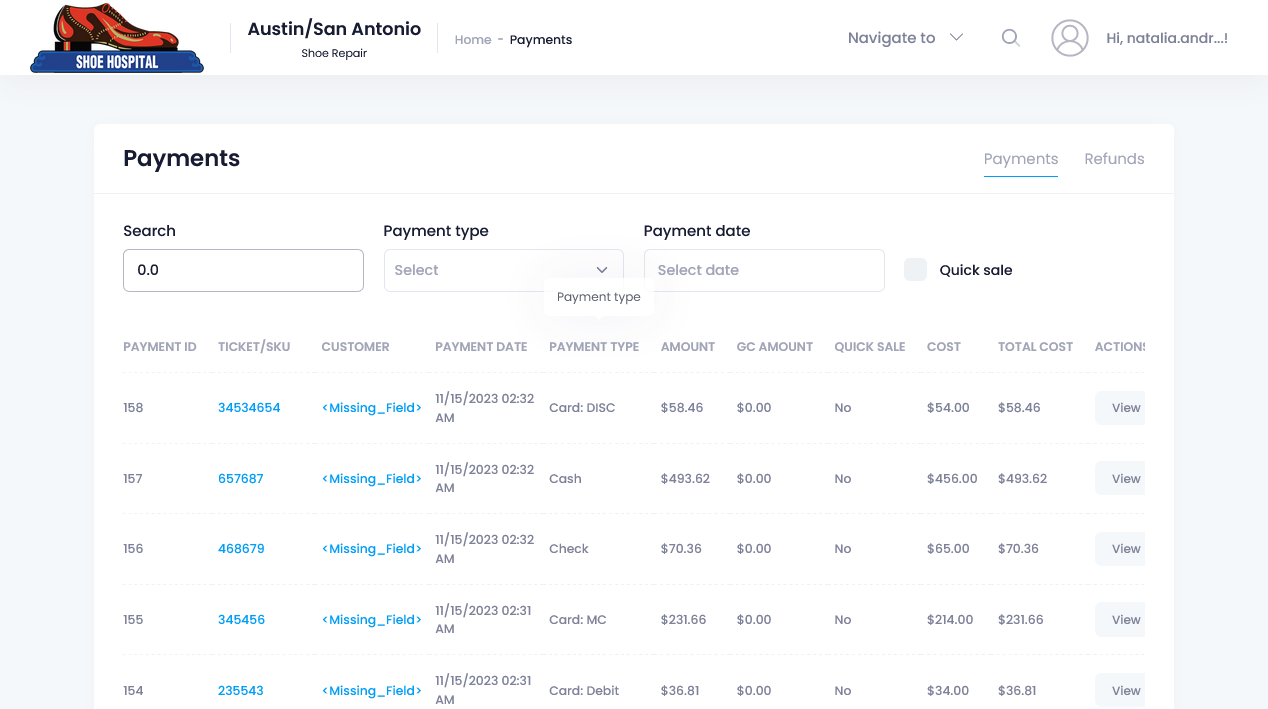 SHOE HOSPITAL
Austin/San Antonio
Shoe Repair
Home - Payments
Navigate to
Hi, natalia.andr...!
Payments
Payments Refunds
Search Payment type Payment date
0.0 Select Select date Quick sale
Payment type
PAYMENT ID TICKET/SKU CUSTOMER PAYMENT DATE PAYMENT TYPE AMOUNT GC AMOUNT QUICK SALE COST TOTAL COST ACTIONS
158 34534654 <Missing_Field> 11/15/2023 02:32 AM Card: DISC $58.46 $0.00 No $54.00 $58.46 View
157 657687 <Missing_Field> 11/15/2023 02:32 AM Cash $493.62 $0.00 No $456.00 $493.62 View
156 468679 <Missing_Field> 11/15/2023 02:32 AM Check $70.36 $0.00 No $65.00 $70.36 View
155 345456 <Missing_Field> 11/15/2023 02:31 AM Card: MC $231.66 $0.00 No $214.00 $231.66 View
154 235543 <Missing_Field> 11/15/2023 02:31 AM Card: Debit $36.81 $0.00 No $34.00 $36.81 View